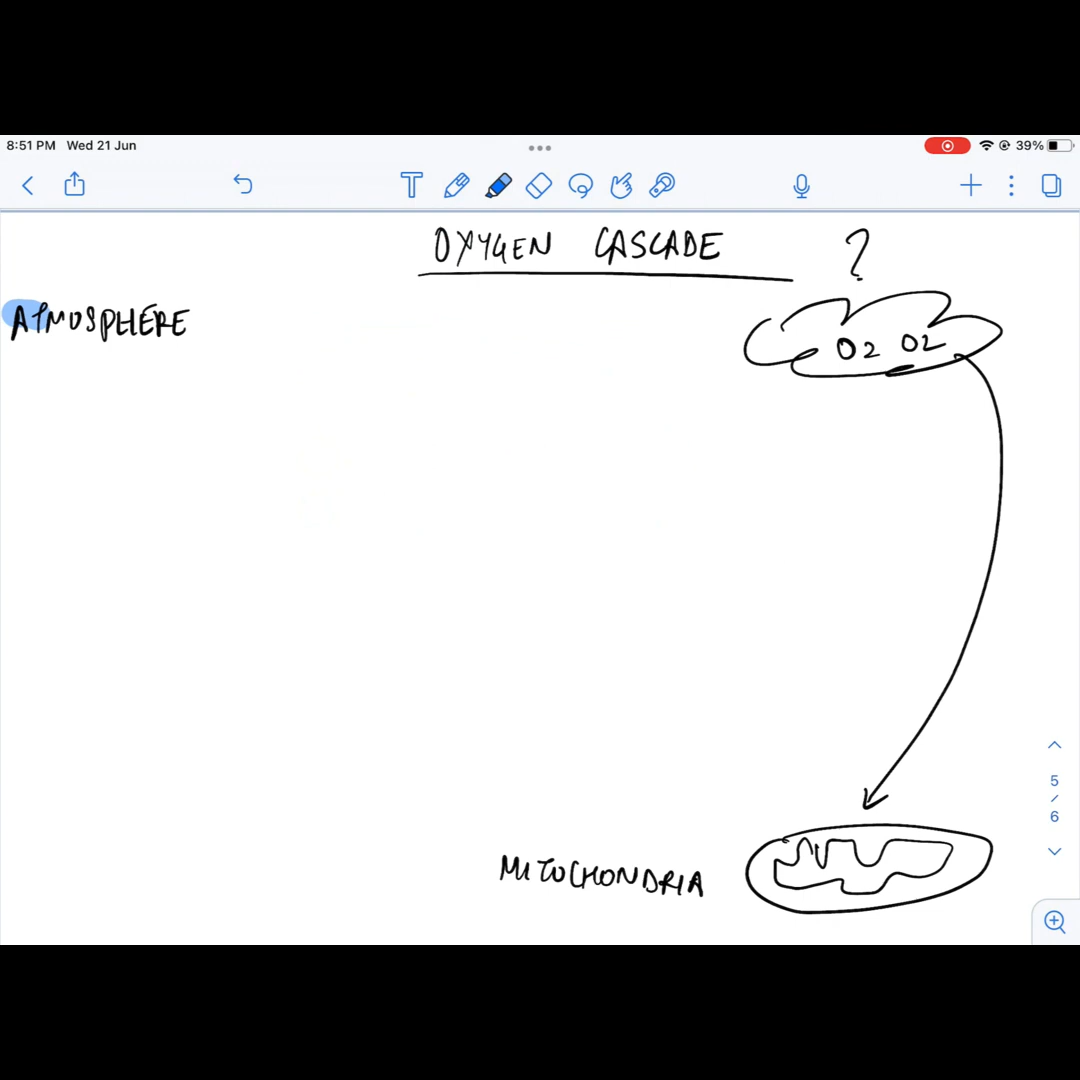 8:51 PM Wed 21 Jun
39%
T
OXYGEN CASCADE ?
ATMOSPHERE
O2 O2
5
/
6
MITOCHONDRIA